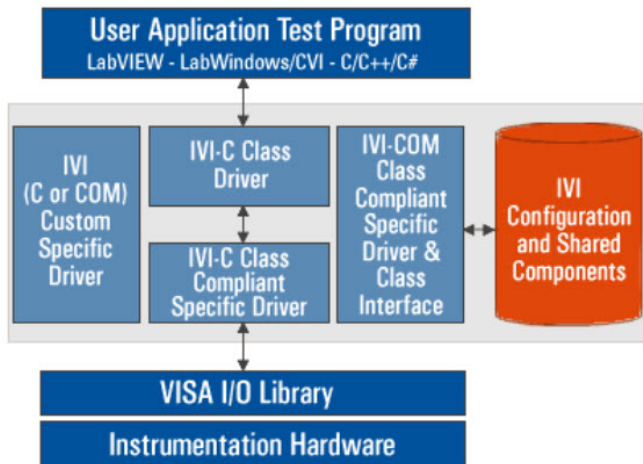 User Application Test Program
LabVIEW - LabWindows/CVI - C/C++/C#
IVI
(C or COM)
Custom
Specific
Driver
IVI-C Class
Driver
IVI-C Class
Compliant
Specific Driver
IVI-COM
Class
Compliant
Specific
Driver &
Class
Interface
IVI
Configuration
and Shared
Components
VISA I/O Library
Instrumentation Hardware